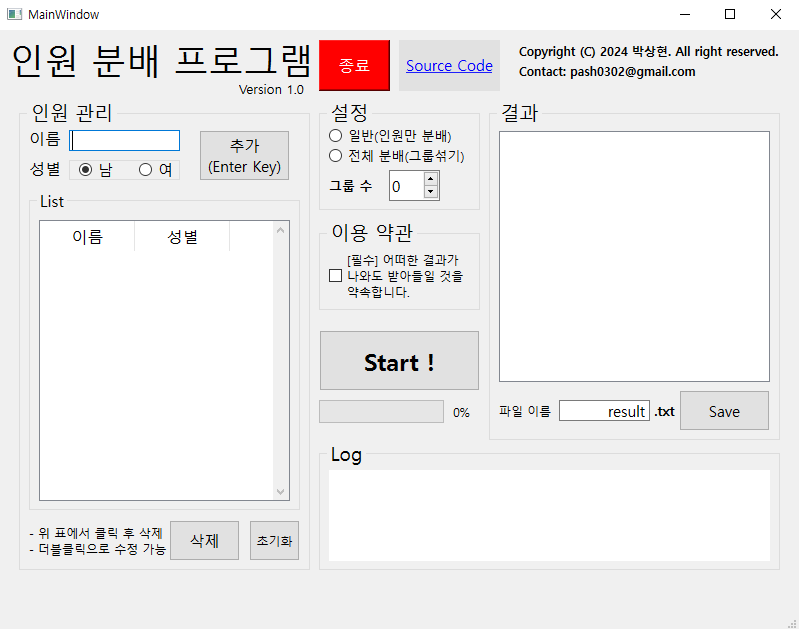 MainWindow
인원 분배 프로그램
Version 1.0
종료
Source Code
Copyright (C) 2024 박상현. All right reserved.
Contact: pash0302@gmail.com
인원 관리
이름
성별
남
여
추가
(Enter Key)
List
이름 성별
- 위 표에서 클릭 후 삭제
- 더블클릭으로 수정 가능
삭제
초기화
설정
일반(인원만 분배)
전체 분배(그룹섞기)
그룹 수
0
이용 약관
[필수] 어떠한 결과가
나와도 받아들일 것을
약속합니다.
Start !
0%
결과
파일 이름
result
.txt
Save
Log